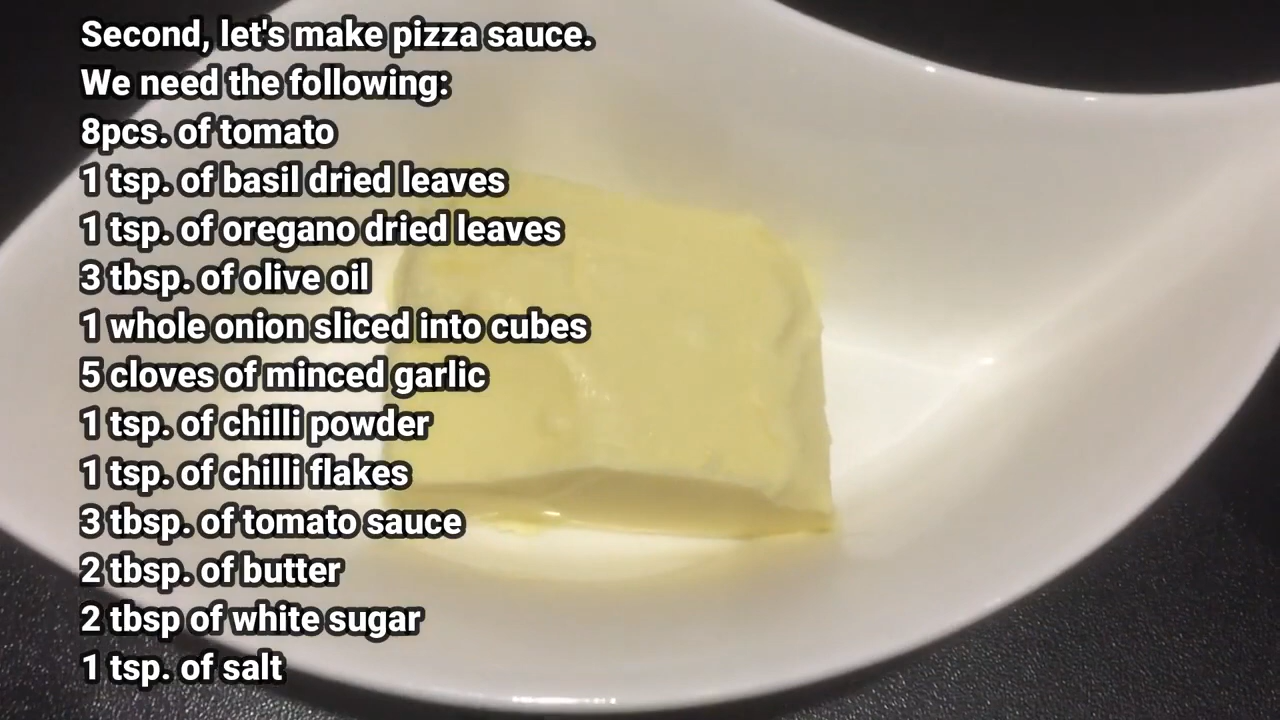 Second, let's make pizza sauce.
We need the following:
8pcs. of tomato
1 tsp. of basil dried leaves
1 tsp. of oregano dried leaves
3 tbsp. of olive oil
1 whole onion sliced into cubes
5 cloves of minced garlic
1 tsp. of chilli powder
1 tsp. of chilli flakes
3 tbsp. of tomato sauce
2 tbsp. of butter
2 tbsp of white sugar
1 tsp. of salt